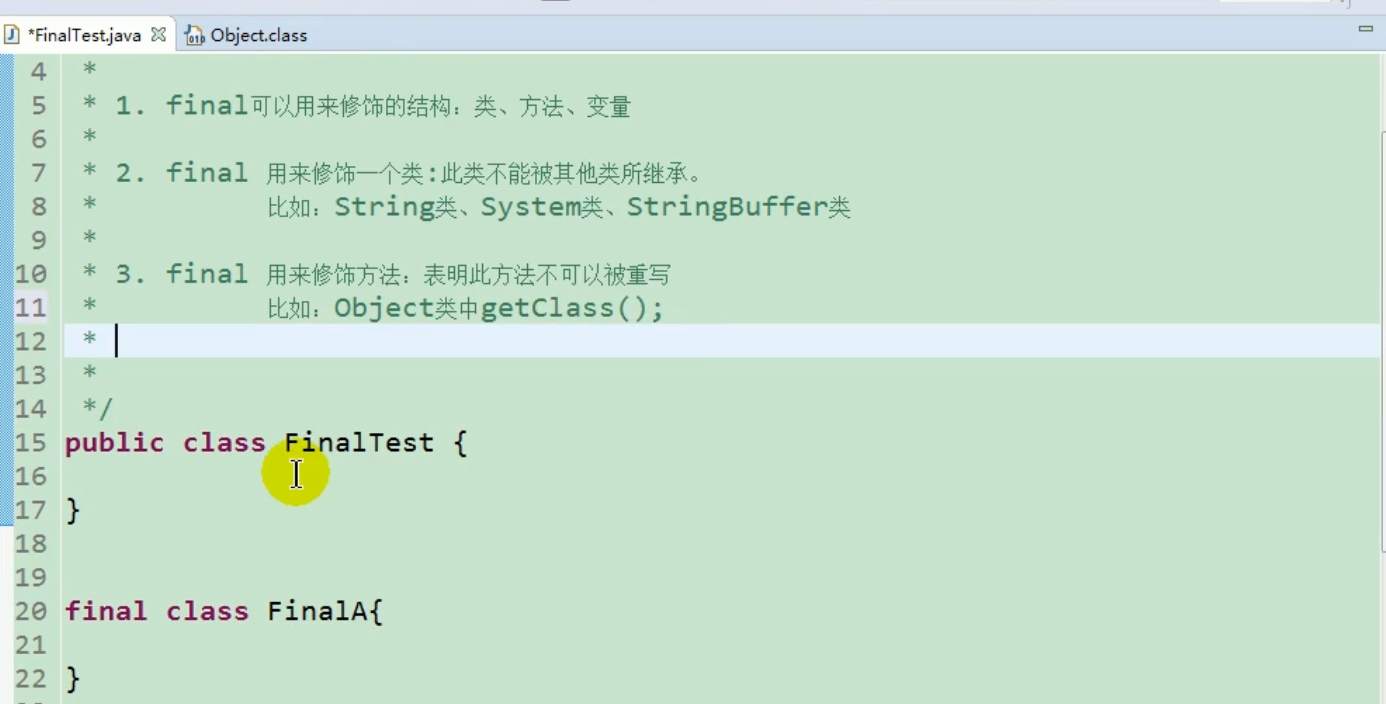 *FinalTest.java Object.class
4 *
5 * 1. final可以用来修饰的结构：类、方法、变量
6 *
7 * 2. final 用来修饰一个类:此类不能被其他类所继承。
8 * 比如：String类、System类、StringBuffer类
9 *
10 * 3. final 用来修饰方法：表明此方法不可以被重写
11 * 比如：Object类中getClass();
12 *
13 *
14 */
15 public class FinalTest {
16
17 }
18
19
20 final class FinalA{
21
22 }